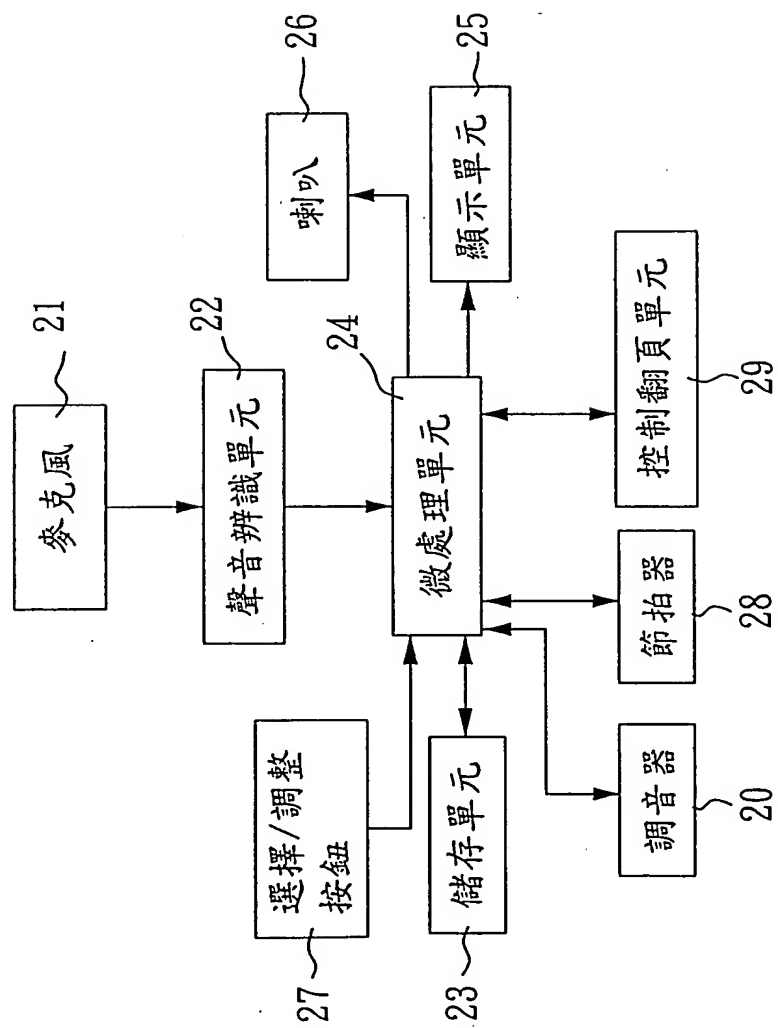 麥克風
21
聲音辨識單元
22
選擇/調整
按鈕
27
喇叭
26
微處理單元
24
儲存單元
23
顯示單元
25
調音器
20
節拍器
28
控制翻頁單元
29